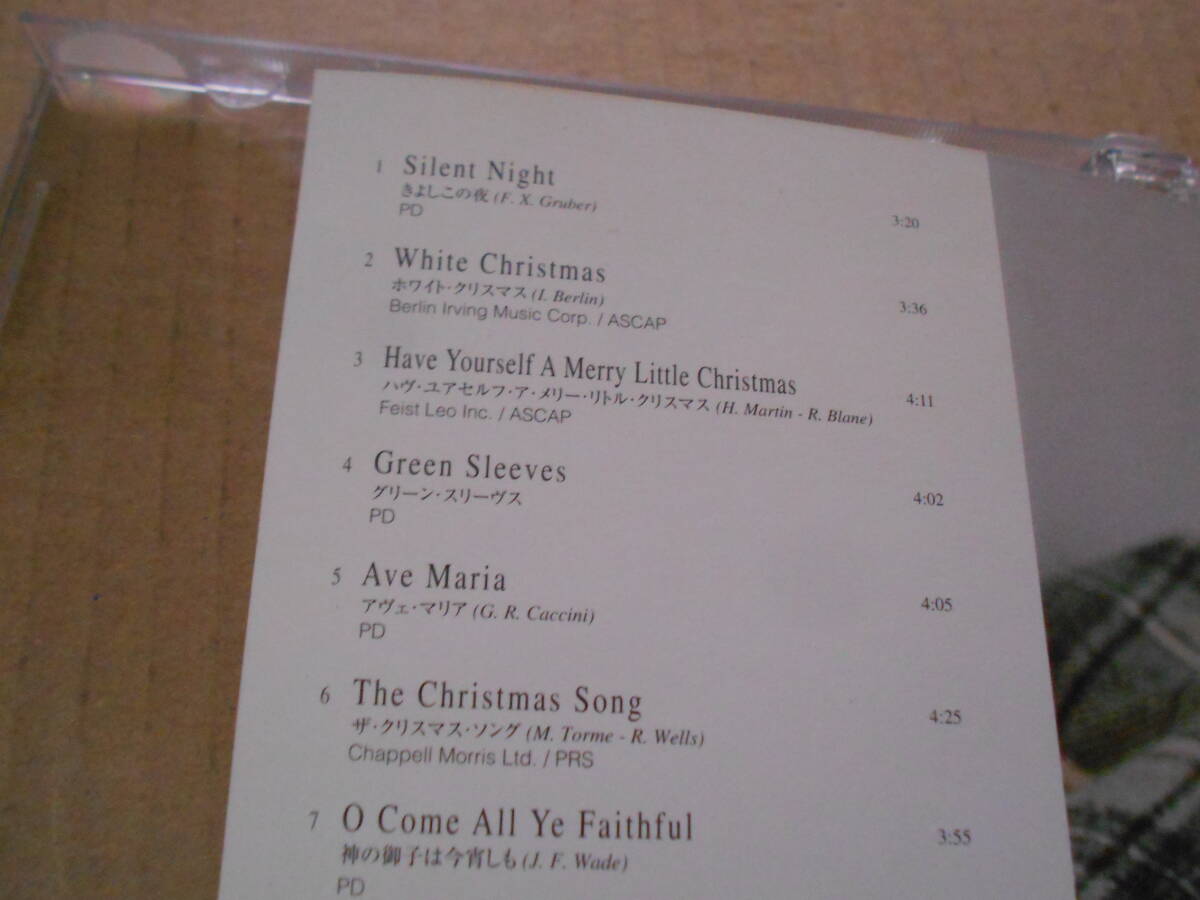 1 Silent Night
きよしこの夜 (F. X. Gruber) 3:20
PD
2 White Christmas
ホワイト・クリスマス (I. Berlin) 3:36
Berlin Irving Music Corp. / ASCAP
3 Have Yourself A Merry Little Christmas
ハヴ・ユアセルフ・ア・メリー・リトル・クリスマス (H. Martin - R. Blane) 4:11
Feist Leo Inc. / ASCAP
4 Green Sleeves
グリーン・スリーヴス 4:02
PD
5 Ave Maria
アヴェ・マリア (G. R. Caccini) 4:05
PD
6 The Christmas Song
ザ・クリスマス・ソング (M. Torme - R. Wells) 4:25
Chappell Morris Ltd. / PRS
7 O Come All Ye Faithful
神の御子は今宵しも (J. F. Wade) 3:55
PD